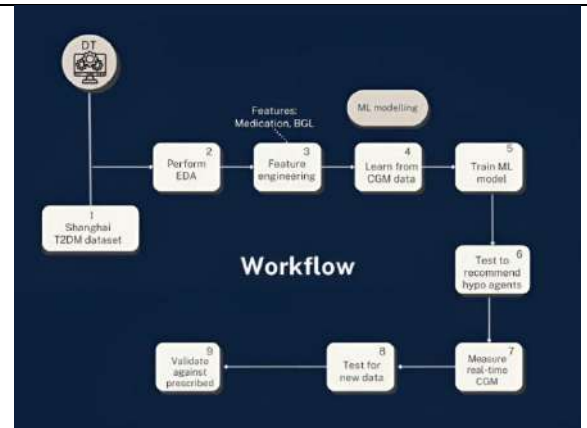 DT
1
Shanghai
T2DM dataset
2
Perform
EDA
Features:
Medication, BGL
3
Feature
engineering
ML modelling
4
Learn from
CGM data
5
Train ML
model
Workflow
6
Test to
recommend
hypo agents
7
Measure
real-time
CGM
8
Test for
new data
9
Validate
against
prescribed